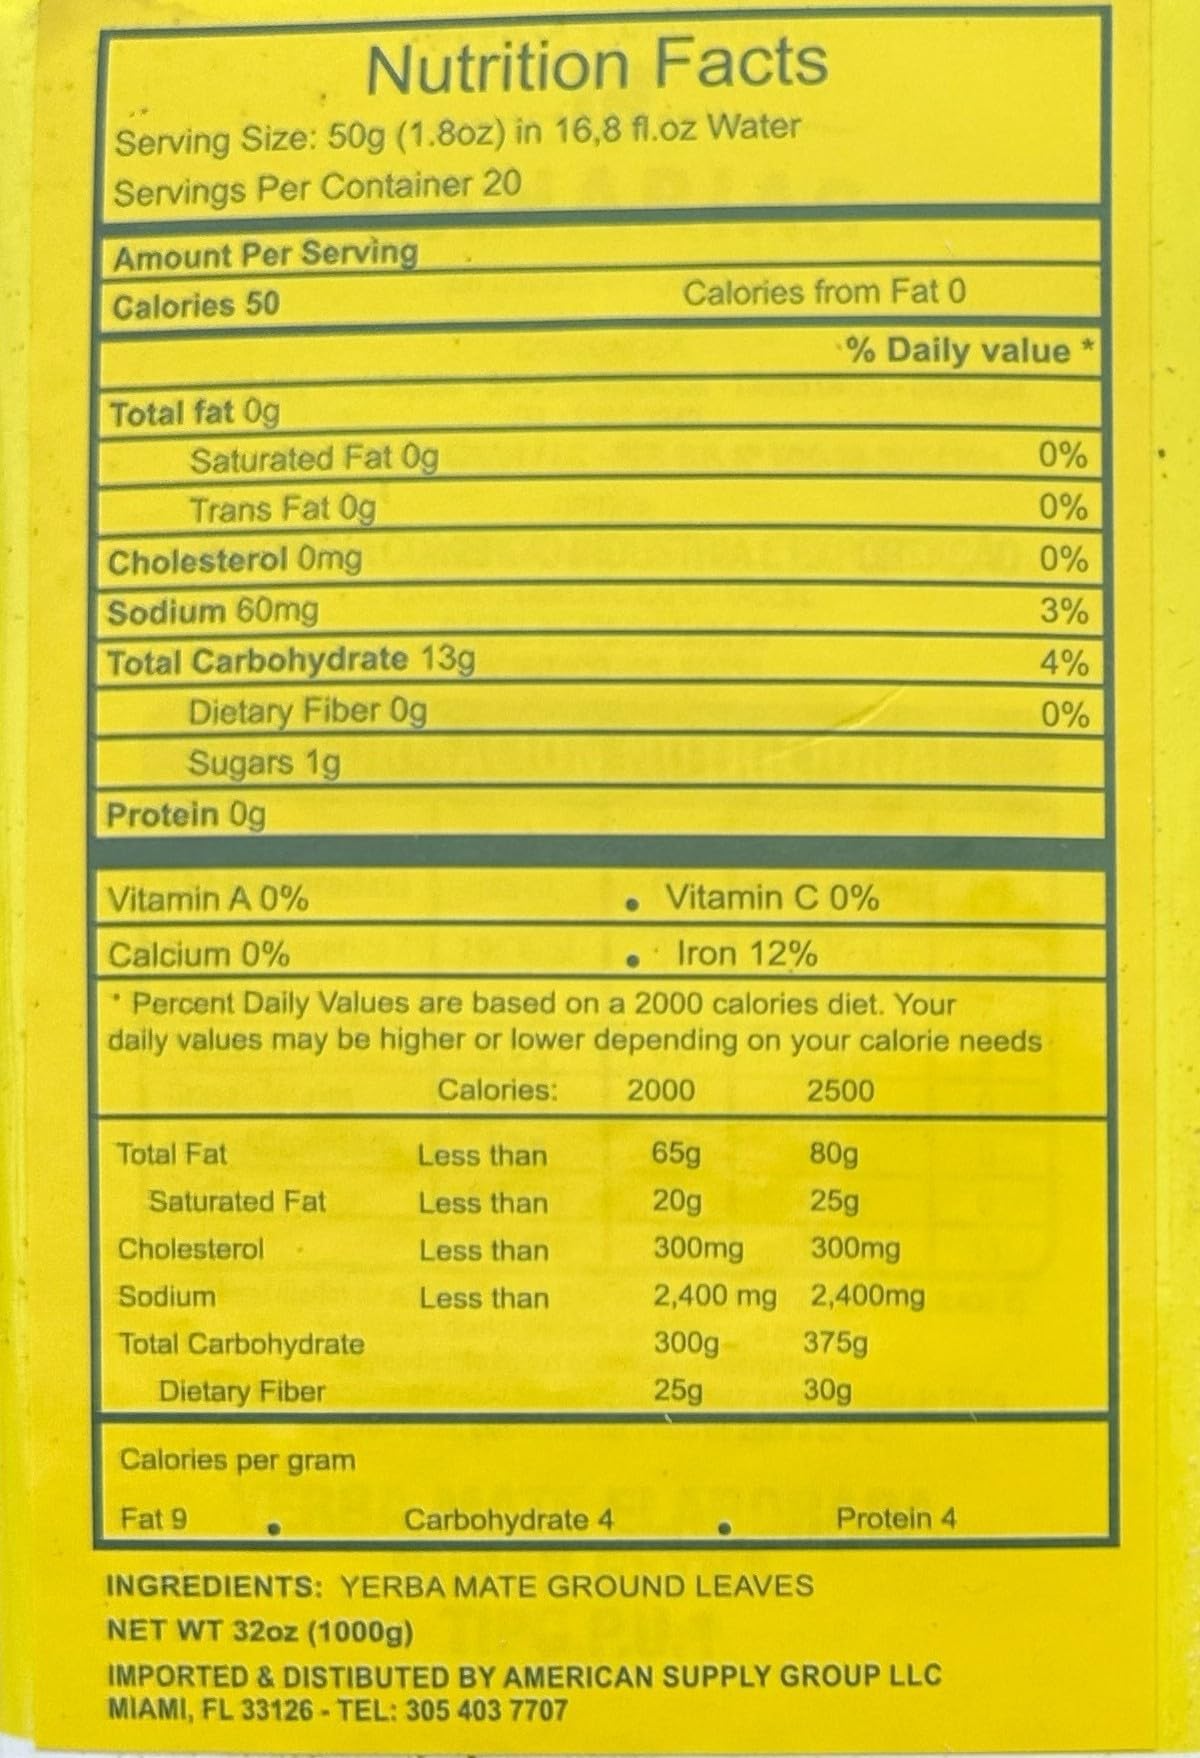 Nutrition Facts
Serving Size: 50g (1.8oz) in 16,8 fl.oz Water
Servings Per Container 20
Amount Per Serving
Calories 50 Calories from Fat 0
% Daily value *
Total fat 0g
Saturated Fat 0g 0%
Trans Fat 0g 0%
Cholesterol 0mg 0%
Sodium 60mg 3%
Total Carbohydrate 13g 4%
Dietary Fiber 0g 0%
Sugars 1g
Protein 0g
Vitamin A 0% • Vitamin C 0%
Calcium 0% • Iron 12%
* Percent Daily Values are based on a 2000 calories diet. Your
daily values may be higher or lower depending on your calorie needs
Calories: 2000 2500
Total Fat Less than 65g 80g
Saturated Fat Less than 20g 25g
Cholesterol Less than 300mg 300mg
Sodium Less than 2,400 mg 2,400mg
Total Carbohydrate 300g 375g
Dietary Fiber 25g 30g
Calories per gram
Fat 9 • Carbohydrate 4 • Protein 4
INGREDIENTS: YERBA MATE GROUND LEAVES
NET WT 32oz (1000g)
IMPORTED & DISTIBUTED BY AMERICAN SUPPLY GROUP LLC
MIAMI, FL 33126 - TEL: 305 403 7707